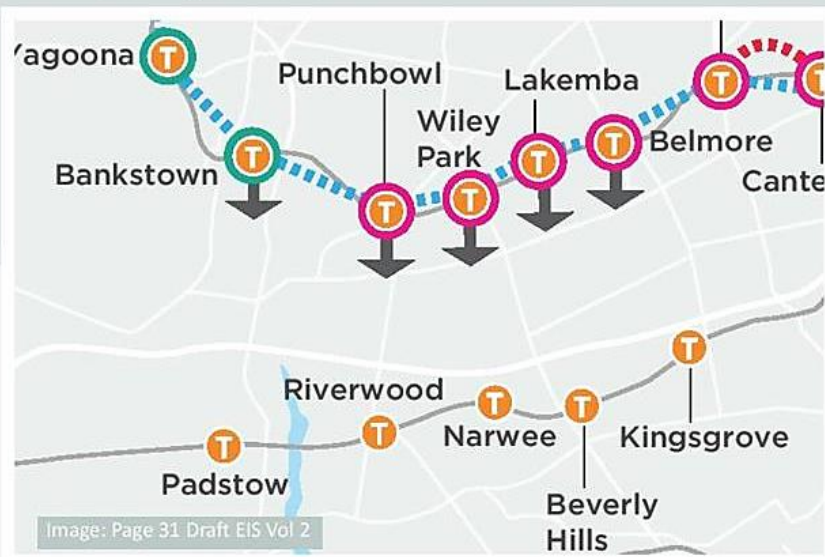 Yagoona
T
Punchbowl
Lakemba
T
Wiley
Park
T
Belmore
T
Bankstown
T
T
T
Cante
T
T
Riverwood
T
T
T
T
Narwee
Kingsgrove
T
Padstow
Beverly
Hills
Image: Page 31 Draft EIS Vol 2